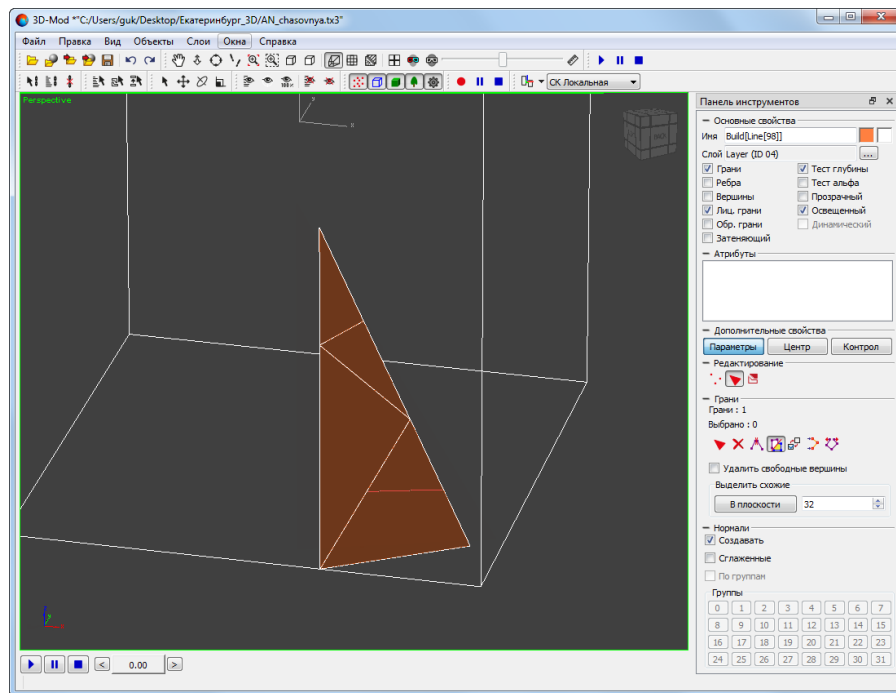 3D-Mod *"C:/Users/guk/Desktop/Екатеринбург_3D/AN_chasovnya.tx3"
Файл Правка Вид Объекты Слои Окна Справка
100%
СК Локальная
Perspective
x
Панель инструментов
Основные свойства
Имя Build[Line[98]]
Слой Layer (ID 04) ...
Грани Тест глубины
Ребра Тест альфа
Вершины Прозрачный
Лиц. грани Освещенный
Обр. грани Динамический
Затеняющий
Атрибуты
Дополнительные свойства
Параметры Центр Контрол
Редактирование
Грани
Грани : 1
Выбрано : 0
Удалить свободные вершины
Выделить схожие
В плоскости 32
Нормали
Создавать
Сглаженные
По группам
Группы
0 1 2 3 4 5 6 7
8 9 10 11 12 13 14 15
16 17 18 19 20 21 22 23
24 25 26 27 28 29 30 31
< 0.00 >